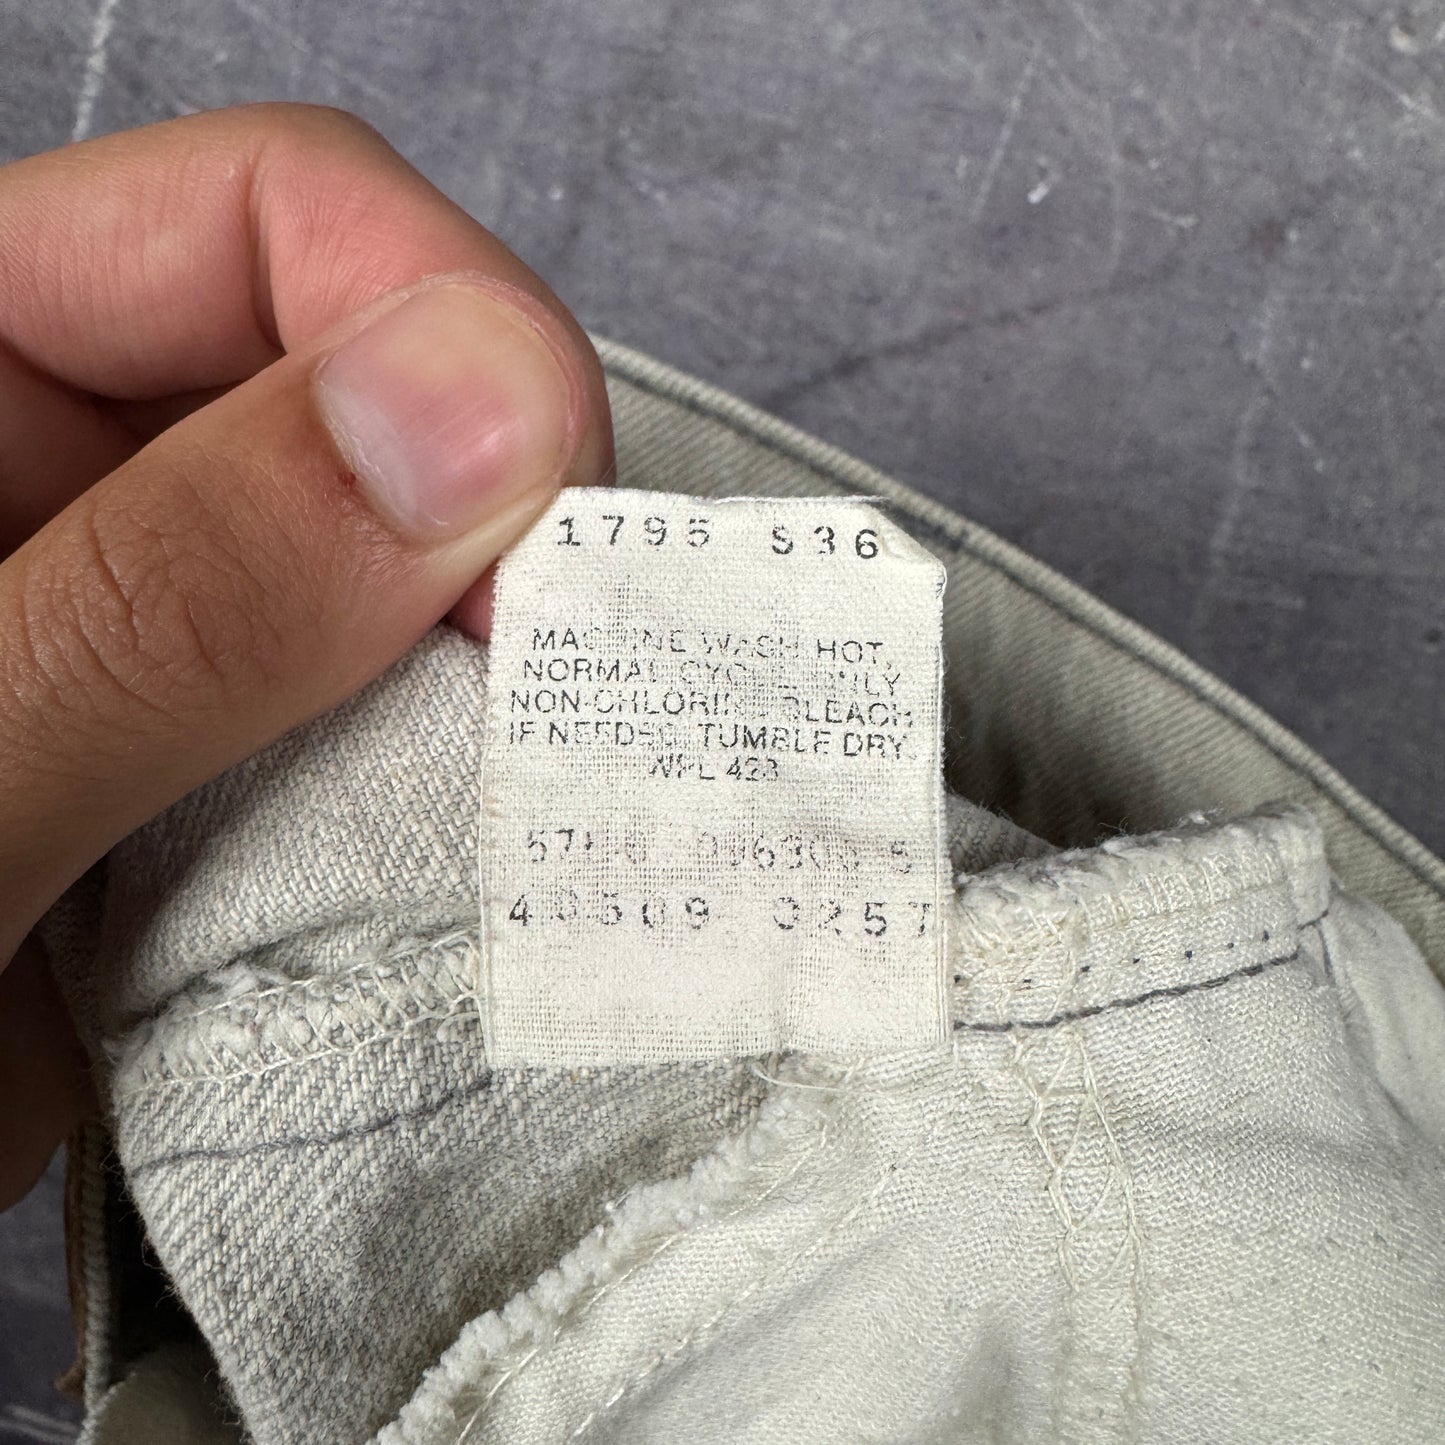 1795 S36
MACHINE WASH HOT,
NORMAL CYCLE ONLY
NON-CHLORINE BLEACH
IF NEEDED. TUMBLE DRY.
WPL 423